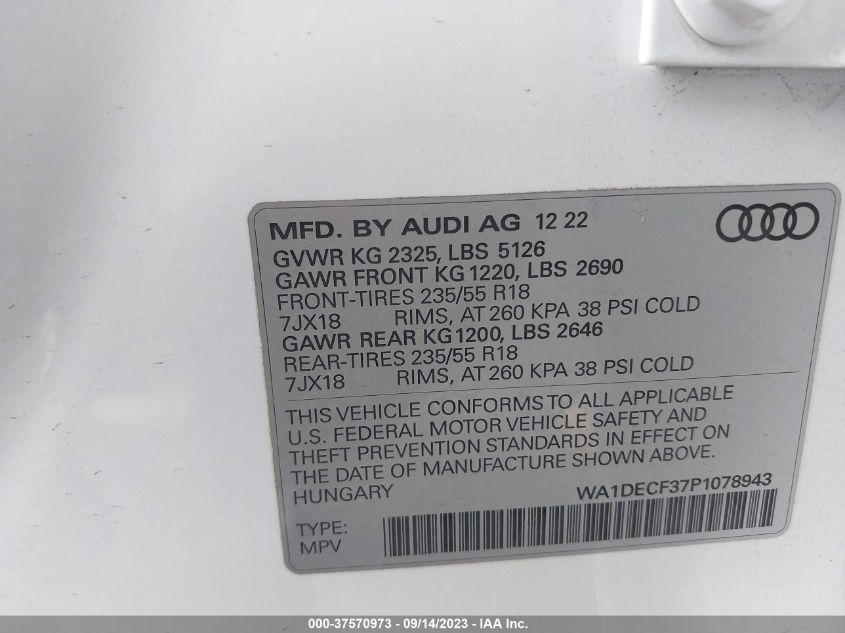 MFD. BY AUDI AG 12 22
GVWR KG 2325, LBS 5126
GAWR FRONT KG 1220, LBS 2690
FRONT-TIRES 235/55 R18
7JX18 RIMS, AT 260 KPA 38 PSI COLD
GAWR REAR KG 1200, LBS 2646
REAR-TIRES 235/55 R18
7JX18 RIMS, AT 260 KPA 38 PSI COLD
THIS VEHICLE CONFORMS TO ALL APPLICABLE
U.S. FEDERAL MOTOR VEHICLE SAFETY AND
THEFT PREVENTION STANDARDS IN EFFECT ON
THE DATE OF MANUFACTURE SHOWN ABOVE.
HUNGARY WA1DECF37P1078943
TYPE:
MPV
000-37570973 - 09/14/2023 - IAA Inc.